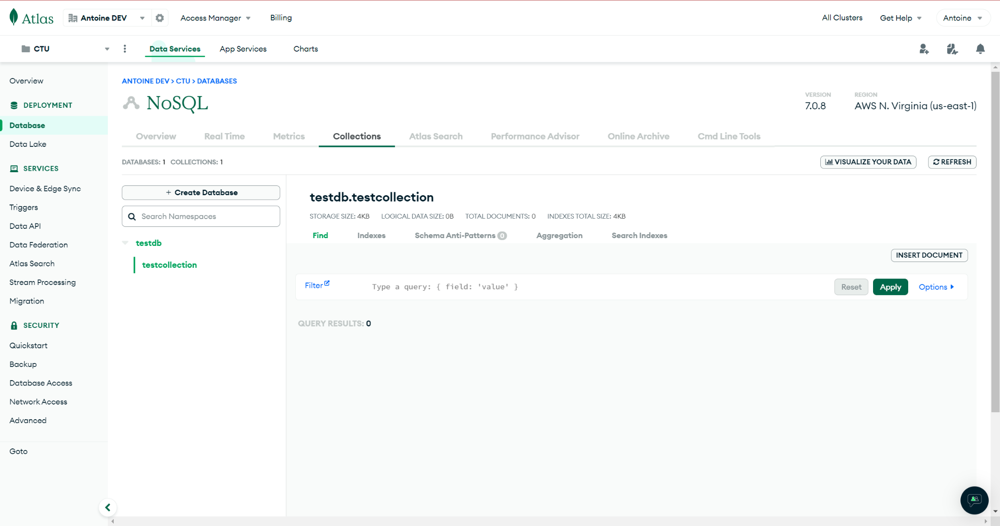 Atlas Antoine DEV Access Manager Billing All Clusters Get Help Antoine
CTU Data Services App Services Charts
Overview
DEPLOYMENT
Database
Data Lake
SERVICES
Device & Edge Sync
Triggers
Data API
Data Federation
Atlas Search
Stream Processing
Migration
SECURITY
Quickstart
Backup
Database Access
Network Access
Advanced
Goto
ANTOINE DEV > CTU > DATABASES
NoSQL
VERSION REGION
7.0.8 AWS N. Virginia (us-east-1)
Overview Real Time Metrics Collections Atlas Search Performance Advisor Online Archive Cmd Line Tools
DATABASES: 1 COLLECTIONS: 1 VISUALIZE YOUR DATA REFRESH
+ Create Database
Search Namespaces
testdb
testcollection
testdb.testcollection
STORAGE SIZE: 4KB LOGICAL DATA SIZE: 0B TOTAL DOCUMENTS: 0 INDEXES TOTAL SIZE: 4KB
Find Indexes Schema Anti-Patterns 0 Aggregation Search Indexes
INSERT DOCUMENT
Filter Type a query: { field: 'value' } Reset Apply Options
QUERY RESULTS: 0